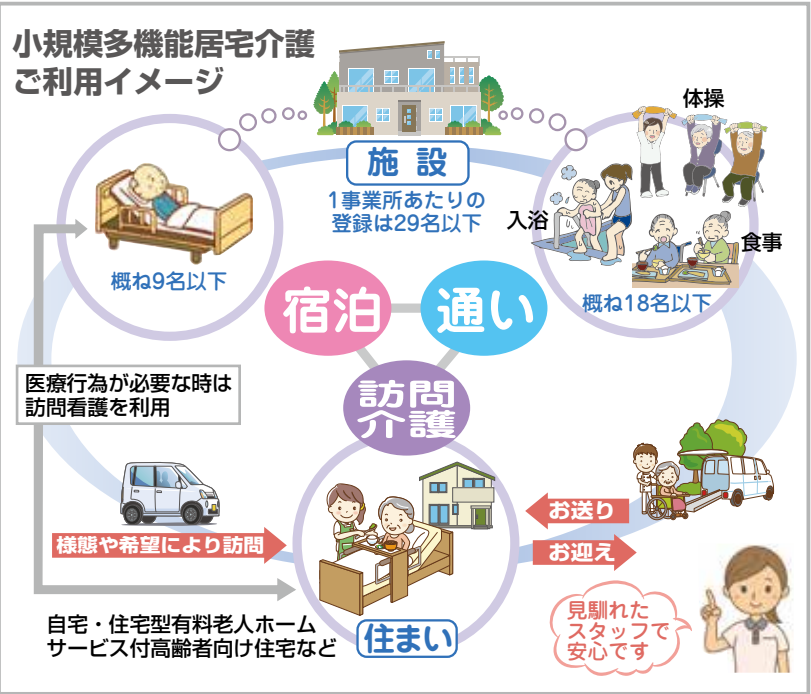 小規模多機能居宅介護
ご利用イメージ
体操
施設
1事業所あたりの
登録は29名以下
入浴
食事
概ね9名以下
概ね18名以下
宿泊
通い
訪問
介護
医療行為が必要な時は
訪問看護を利用
お送り
様態や希望により訪問
お迎え
見馴れた
スタッフで
安心です
自宅・住宅型有料老人ホーム
サービス付高齢者向け住宅など
住まい